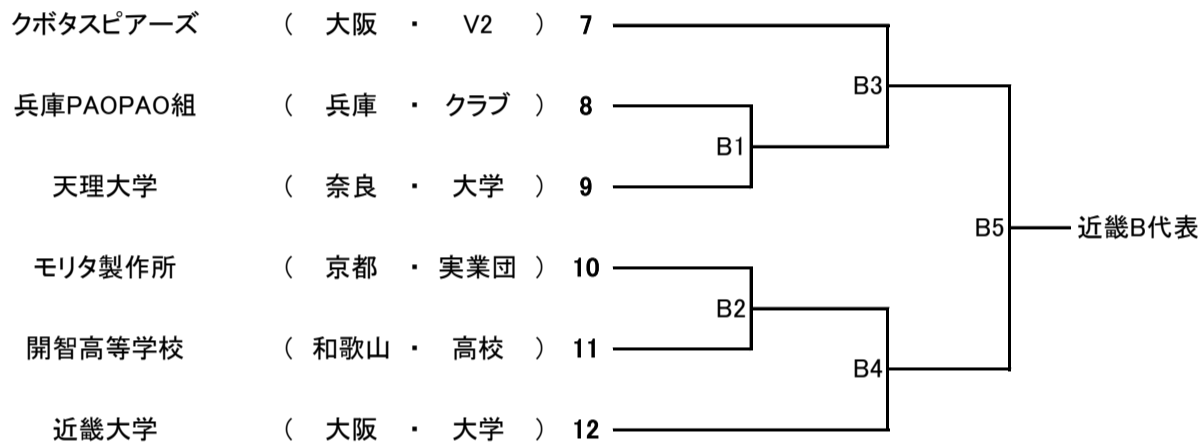 クボタスピアーズ （ 大阪 ・ V2 ） 7
B3
兵庫PAOPAO組 （ 兵庫 ・ クラブ ） 8
B1
天理大学 （ 奈良 ・ 大学 ） 9
B5 近畿B代表
モリタ製作所 （ 京都 ・ 実業団 ） 10
B2
開智高等学校 （ 和歌山 ・ 高校 ） 11
B4
近畿大学 （ 大阪 ・ 大学 ） 12